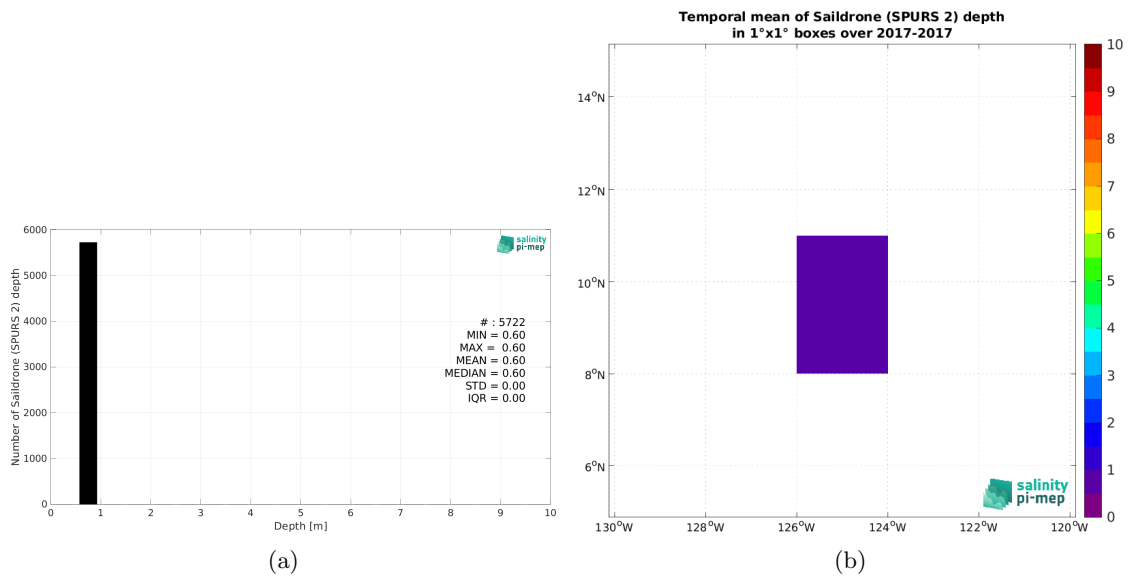 6000
5000
4000
3000
2000
1000
0
Number of Saildrone (SPURS 2) depth
salinity
pi-mep
# : 5722
MIN = 0.60
MAX = 0.60
MEAN = 0.60
MEDIAN = 0.60
STD = 0.00
IQR = 0.00
0 1 2 3 4 5 6 7 8 9 10
Depth [m]
(a)
Temporal mean of Saildrone (SPURS 2) depth
in 1°x1° boxes over 2017-2017
14°N
12°N
10°N
8°N
6°N
130°W 128°W 126°W 124°W 122°W 120°W
salinity
pi-mep
10
9
8
7
6
5
4
3
2
1
0
(b)